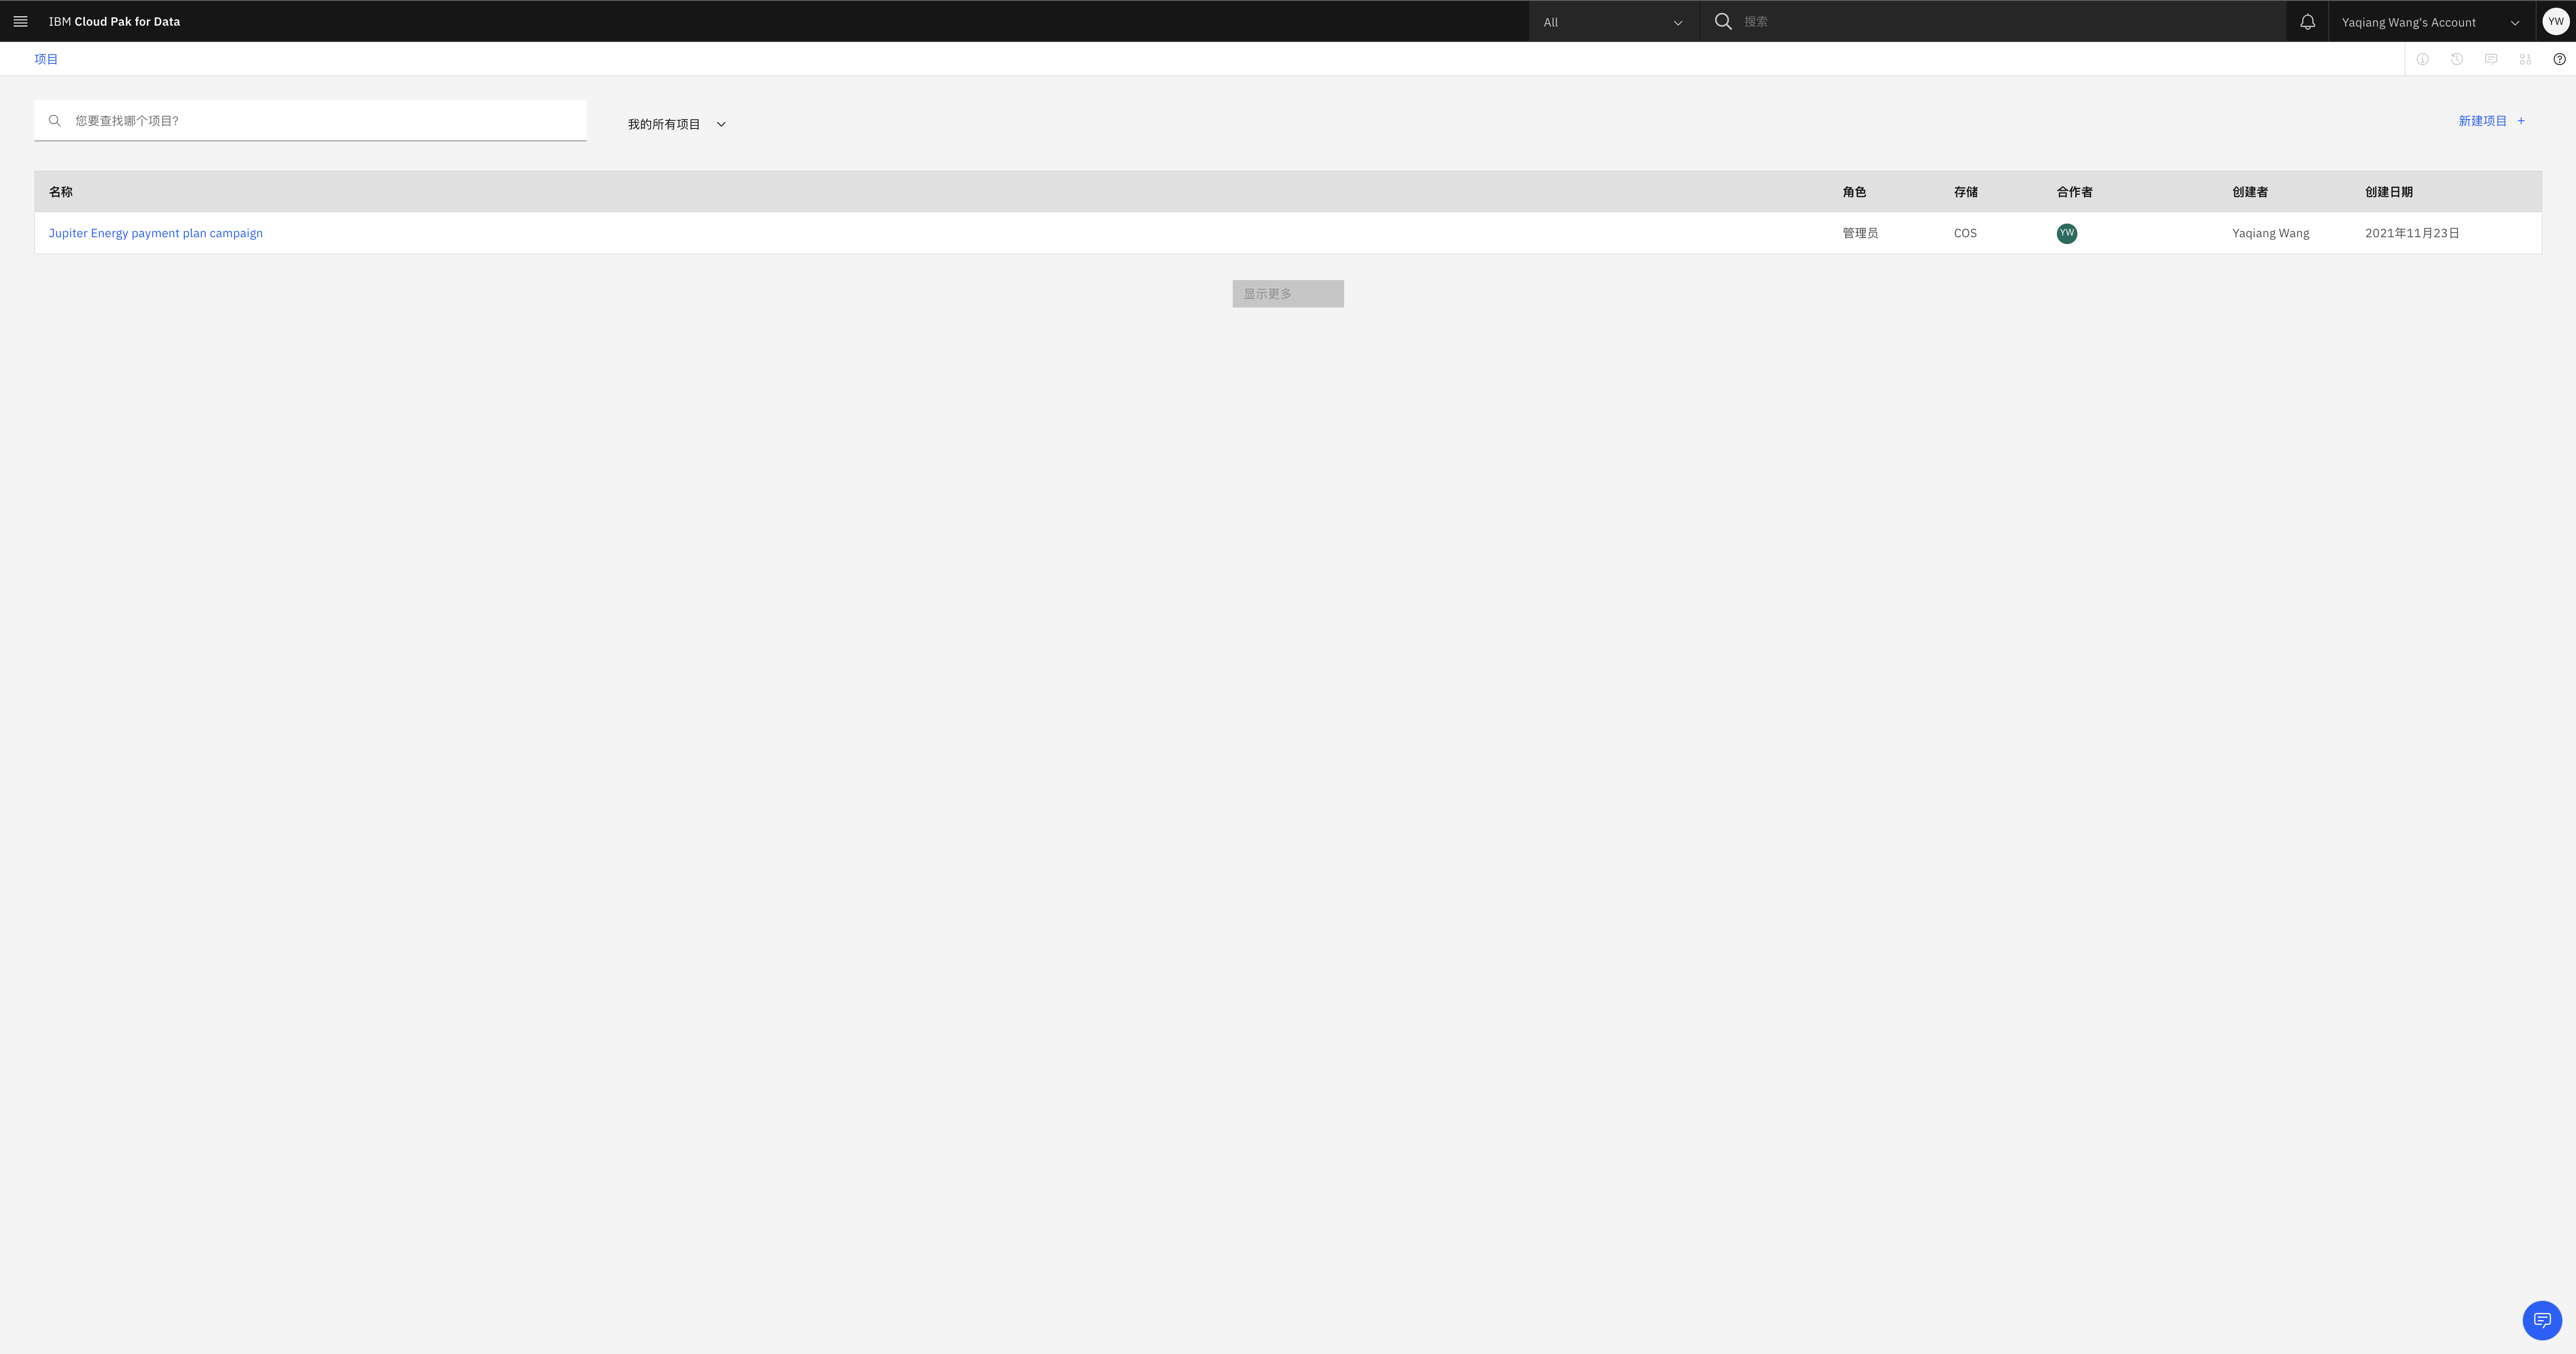 IBM Cloud Pak for Data
All
搜索
Yaqiang Wang's Account
YW
项目
您要查找哪个项目?
我的所有项目
新建项目 +
名称 角色 存储 合作者 创建者 创建日期
Jupiter Energy payment plan campaign 管理员 COS YW Yaqiang Wang 2021年11月23日
显示更多